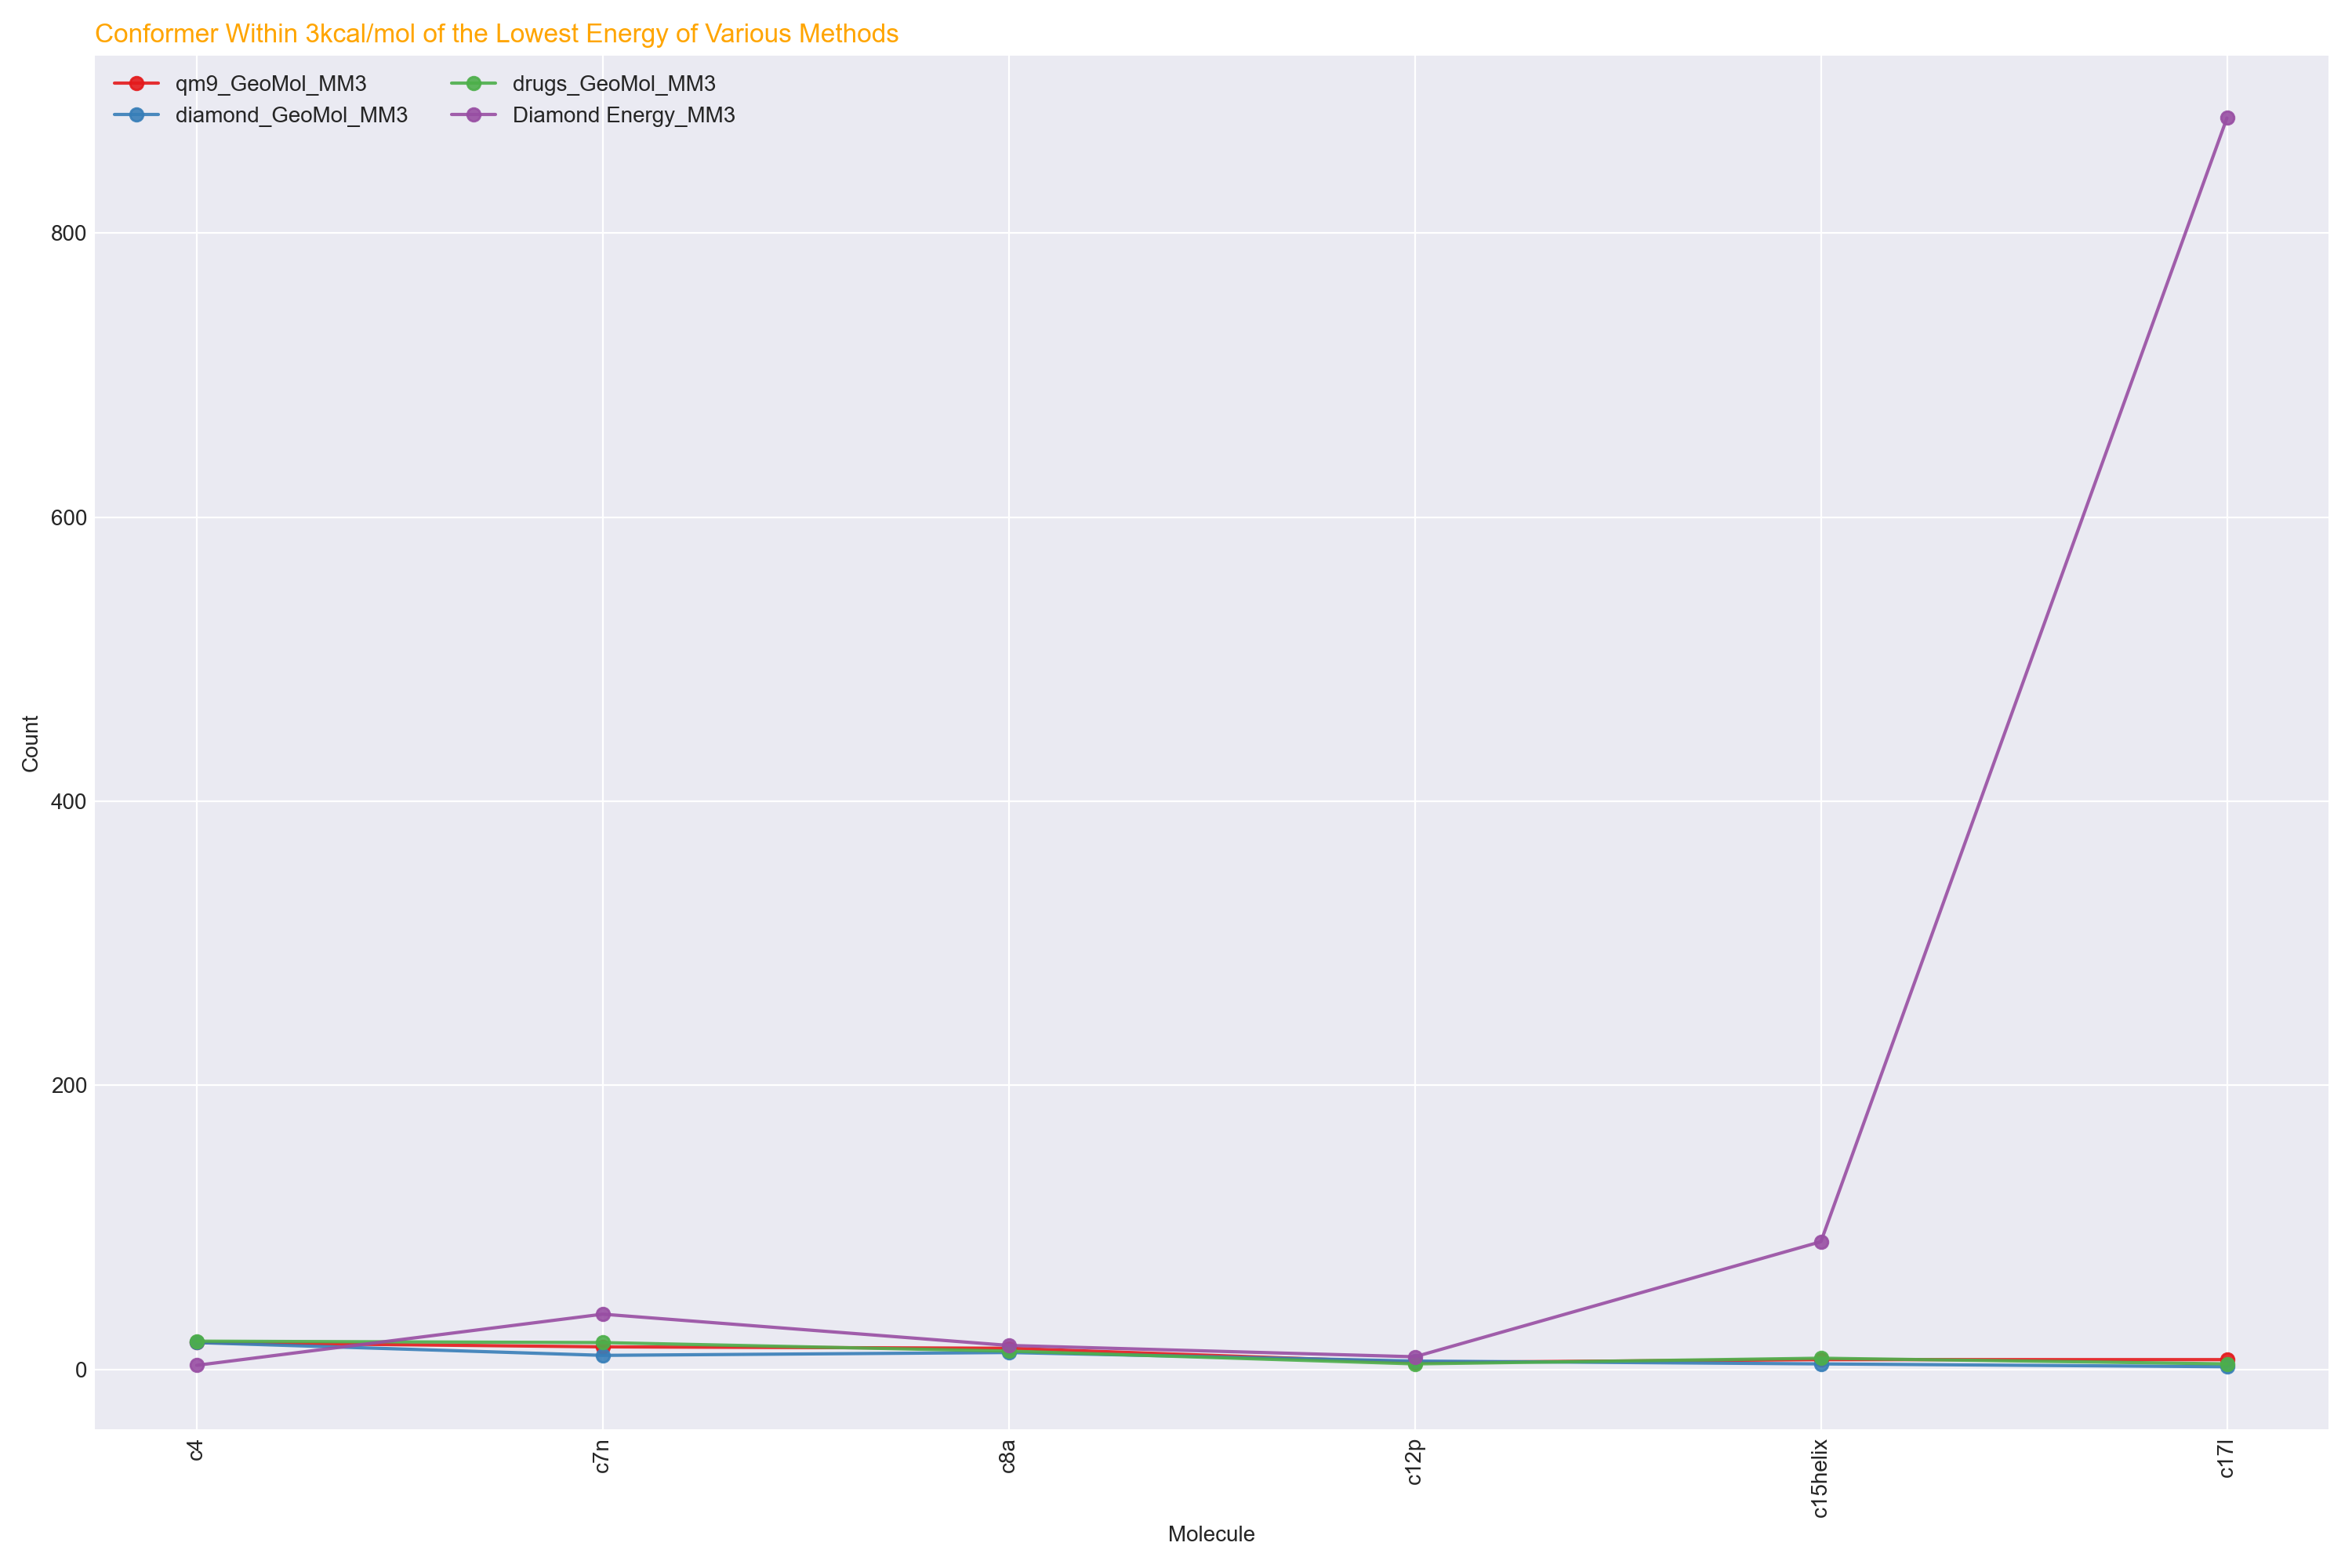 Conformer Within 3kcal/mol of the Lowest Energy of Various Methods
qm9_GeoMol_MM3
diamond_GeoMol_MM3
drugs_GeoMol_MM3
Diamond Energy_MM3
800
600
400
200
0
Count
c4
c7n
c8a
c12p
c15helix
c17l
Molecule